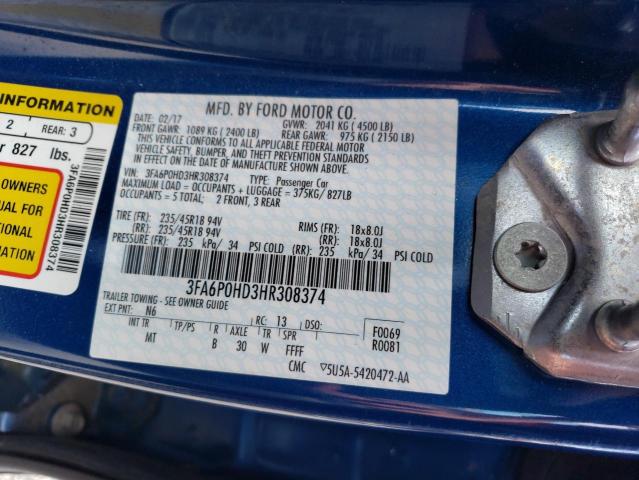 INFORMATION
2 REAR: 3
827 lbs.
OWNERS
UAL FOR
TIONAL
RMATION
3FA6P0HD3HR308374
MFD. BY FORD MOTOR CO.
DATE: 02/17 GVWR: 2041 KG ( 4500 LB)
FRONT GAWR: 1089 KG ( 2400 LB) REAR GAWR: 975 KG ( 2150 LB)
THIS VEHICLE CONFORMS TO ALL APPLICABLE FEDERAL MOTOR
VEHICLE SAFETY, BUMPER, AND THEFT PREVENTION STANDARDS
IN EFFECT ON THE DATE OF MANUFACTURE SHOWN ABOVE.
VIN: 3FA6P0HD3HR308374 TYPE: Passenger Car
MAXIMUM LOAD = OCCUPANTS + LUGGAGE = 375KG / 827LB
OCCUPANTS = 5 TOTAL: 2 FRONT, 3 REAR
TIRE (FR): 235/45R18 94V RIMS (FR): 18x8.0J
(RR): 235/45R18 94V (RR): 18x8.0J
PRESSURE (FR): 235 kPa/ 34 PSI COLD (RR): 235 kPa/ 34 PSI COLD
3FA6P0HD3HR308374
TRAILER TOWING - SEE OWNER GUIDE
EXT PNT: N6 RC: 13 DSO: F0069
INT TR TP/PS R AXLE TR SPR R0081
MT B 30 W FFFF
CMC ▽5U5A-5420472-AA